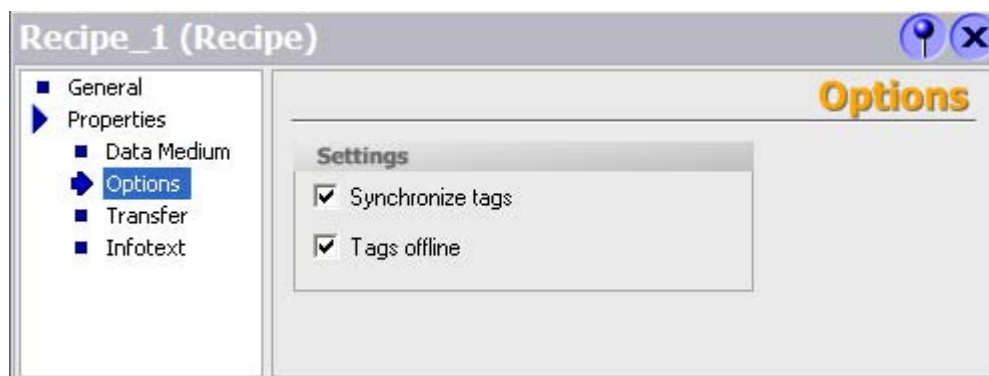 Recipe_1 (Recipe)
General
Properties
Data Medium
Options
Transfer
Infotext
Options
Settings
Synchronize tags
Tags offline